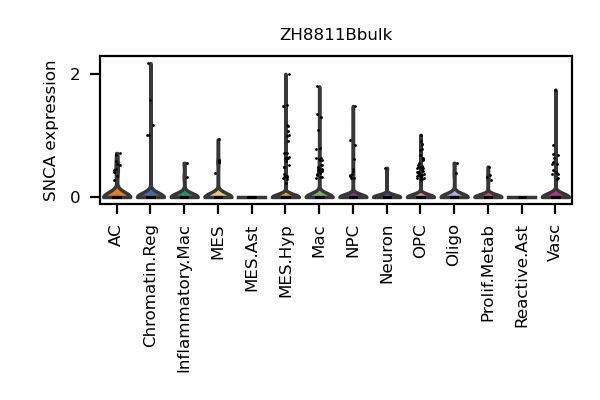 ZH8811Bbulk
SNCA expression
2
0
AC
Chromatin.Reg
Inflammatory.Mac
MES
MES.Ast
MES.Hyp
Mac
NPC
Neuron
OPC
Oligo
Prolif.Metab
Reactive.Ast
Vasc